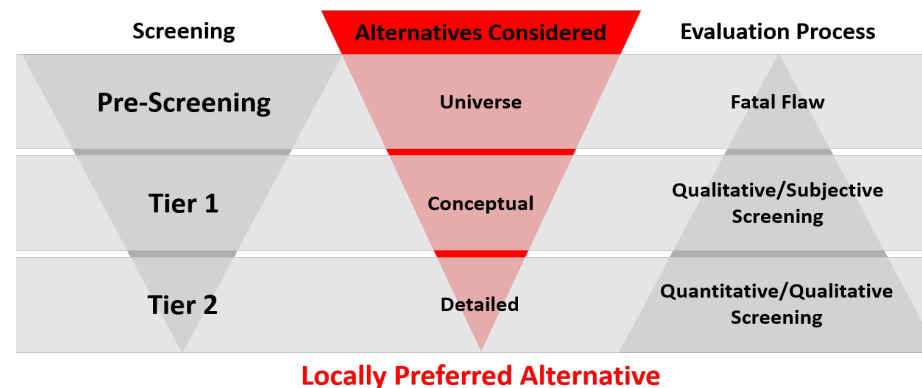 Screening
Alternatives Considered
Evaluation Process
Pre-Screening
Universe
Fatal Flaw
Tier 1
Conceptual
Qualitative/Subjective
Screening
Tier 2
Detailed
Quantitative/Qualitative
Screening
Locally Preferred Alternative